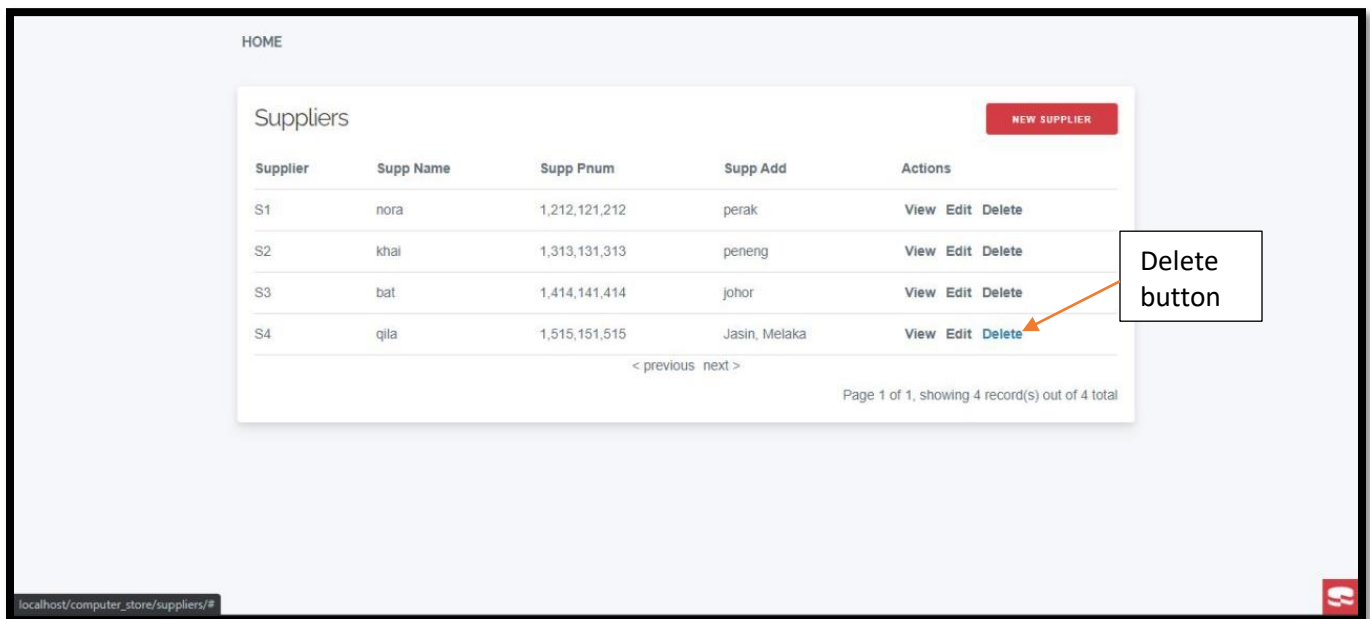 HOME
Suppliers
NEW SUPPLIER
Supplier Supp Name Supp Pnum Supp Add Actions
S1 nora 1,212,121,212 perak View Edit Delete
S2 khai 1,313,131,313 peneng View Edit Delete
S3 bat 1,414,141,414 johor View Edit Delete
S4 qila 1,515,151,515 Jasin, Melaka View Edit Delete
Delete
button
< previous next >
Page 1 of 1, showing 4 record(s) out of 4 total
localhost/computer_store/suppliers/#